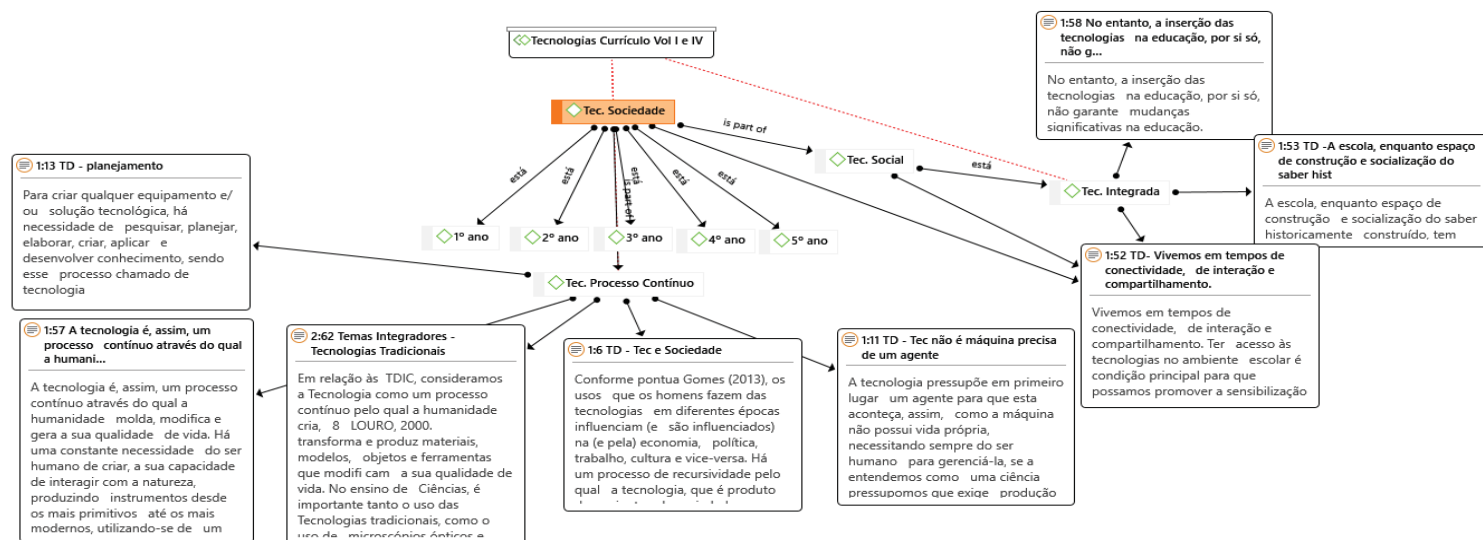 Tecnologias Currículo Vol I e IV
Tec. Sociedade
is part of
Tec. Social
está
Tec. Integrada
está
está
está
is part of
está
está
1º ano
2º ano
3º ano
4º ano
5º ano
Tec. Processo Contínuo
1:58 No entanto, a inserção das
tecnologias na educação, por si só,
não g...
No entanto, a inserção das
tecnologias na educação, por si só,
não garante mudanças
significativas na educação.
1:53 TD -A escola, enquanto espaço
de construção e socialização do
saber hist
A escola, enquanto espaço de
construção e socialização do saber
historicamente construído, tem
1:52 TD- Vivemos em tempos de
conectividade, de interação e
compartilhamento.
Vivemos em tempos de
conectividade, de interação e
compartilhamento. Ter acesso às
tecnologias no ambiente escolar é
condição principal para que
possamos promover a sensibilização
1:13 TD - planejamento
Para criar qualquer equipamento e/
ou solução tecnológica, há
necessidade de pesquisar, planejar,
elaborar, criar, aplicar e
desenvolver conhecimento, sendo
esse processo chamado de
tecnologia
1:57 A tecnologia é, assim, um
processo contínuo através do qual
a humani...
A tecnologia é, assim, um processo
contínuo através do qual a
humanidade molda, modifica e
gera a sua qualidade de vida. Há
uma constante necessidade do ser
humano de criar, a sua capacidade
de interagir com a natureza,
produzindo instrumentos desde
os mais primitivos até os mais
modernos, utilizando-se de um
2:62 Temas Integradores -
Tecnologias Tradicionais
Em relação às TDIC, consideramos
a Tecnologia como um processo
contínuo pelo qual a humanidade
cria, 8 LOURO, 2000.
transforma e produz materiais,
modelos, objetos e ferramentas
que modifi cam a sua qualidade de
vida. No ensino de Ciências, é
importante tanto o uso das
Tecnologias tradicionais, como o
uso de microscópios ópticos e
1:6 TD - Tec e Sociedade
Conforme pontua Gomes (2013), os
usos que os homens fazem das
tecnologias em diferentes épocas
influenciam (e são influenciados)
na (e pela) economia, política,
trabalho, cultura e vice-versa. Há
um processo de recursividade pelo
qual a tecnologia, que é produto
1:11 TD - Tec não é máquina precisa
de um agente
A tecnologia pressupõe em primeiro
lugar um agente para que esta
aconteça, assim, como a máquina
não possui vida própria,
necessitando sempre do ser
humano para gerenciá-la, se a
entendemos como uma ciência
pressupomos que exige produção